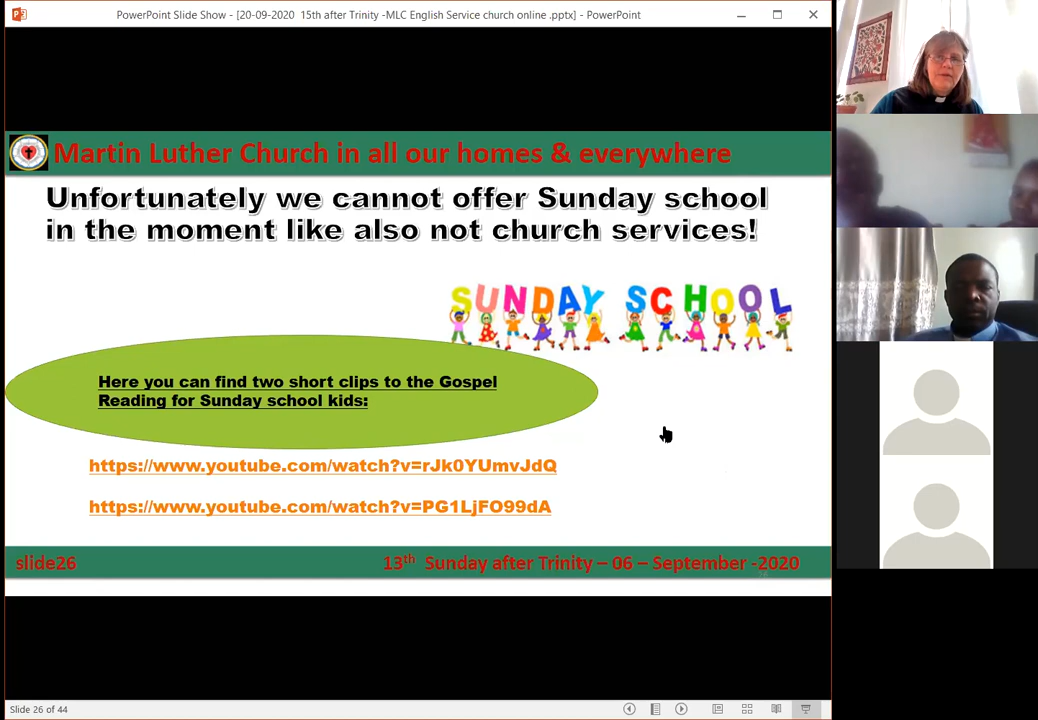 PowerPoint Slide Show - [20-09-2020 15th after Trinity -MLC English Service church online .pptx] - PowerPoint
Martin Luther Church in all our homes & everywhere
Unfortunately we cannot offer Sunday school
in the moment like also not church services!
SUNDAY SCHOOL
Here you can find two short clips to the Gospel
Reading for Sunday school kids:
https://www.youtube.com/watch?v=rJk0YUmvJdQ
https://www.youtube.com/watch?v=PG1LjFO99dA
slide26
13th Sunday after Trinity – 06 – September -2020
Slide 26 of 44